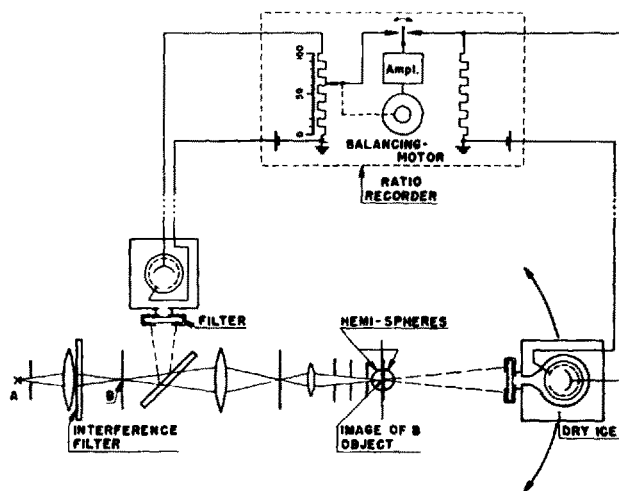 100
50
0
Ampl.
BALANCING-
MOTOR
RATIO
RECORDER
FILTER
HEMI-SPHERES
A
B
INTERFERENCE
FILTER
IMAGE OF B
OBJECT
DRY ICE